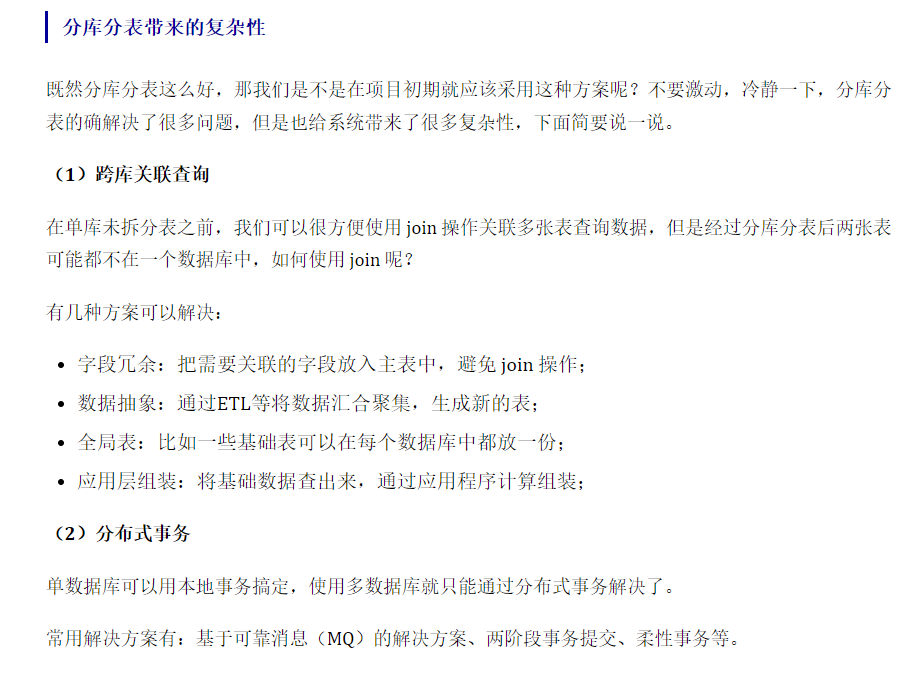 分库分表带来的复杂性
既然分库分表这么好，那我们是不是在项目初期就应该采用这种方案呢？不要激动，冷静一下，分库分
表的确解决了很多问题，但是也给系统带来了很多复杂性，下面简要说一说。
（1）跨库关联查询
在单库未拆分表之前，我们可以很方便使用 join 操作关联多张表查询数据，但是经过分库分表后两张表
可能都不在一个数据库中，如何使用 join 呢？
有几种方案可以解决：
• 字段冗余：把需要关联的字段放入主表中，避免 join 操作；
• 数据抽象：通过ETL等将数据汇合聚集，生成新的表；
• 全局表：比如一些基础表可以在每个数据库中都放一份；
• 应用层组装：将基础数据查出来，通过应用程序计算组装；
（2）分布式事务
单数据库可以用本地事务搞定，使用多数据库就只能通过分布式事务解决了。
常用解决方案有：基于可靠消息（MQ）的解决方案、两阶段事务提交、柔性事务等。